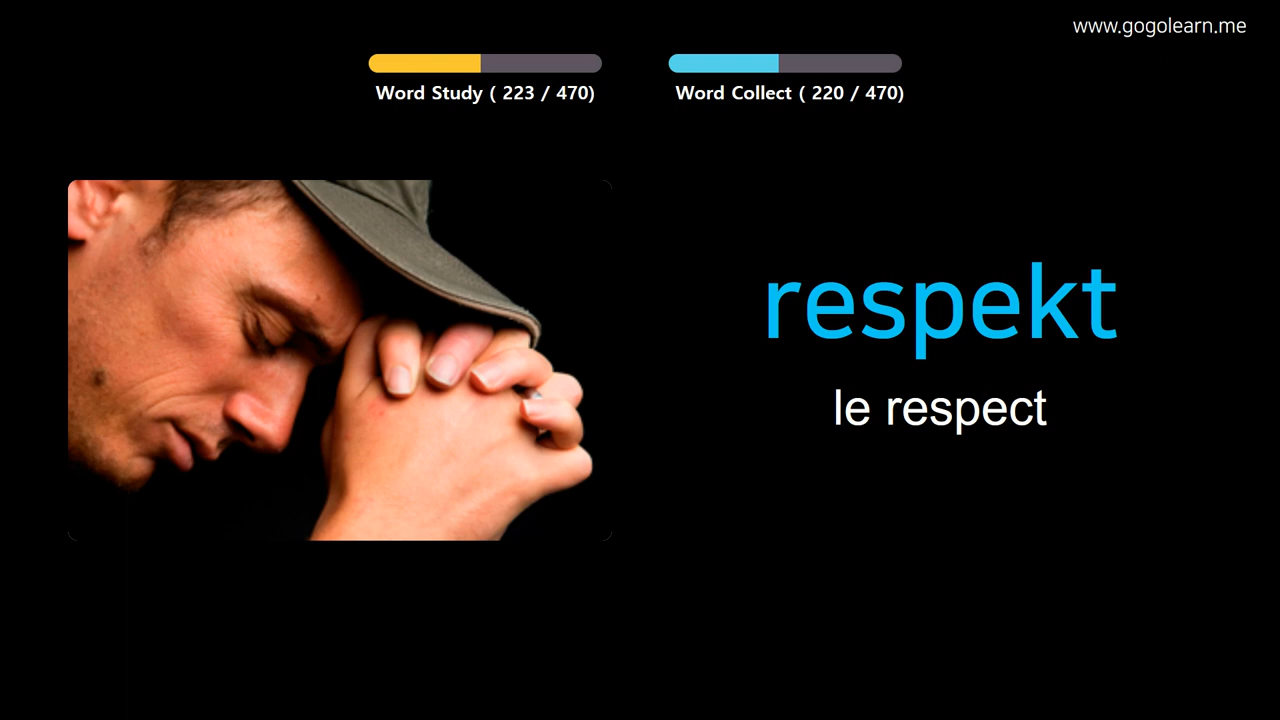 www.gogolearn.me
Word Study ( 223 / 470)
Word Collect ( 220 / 470)
respekt
le respect